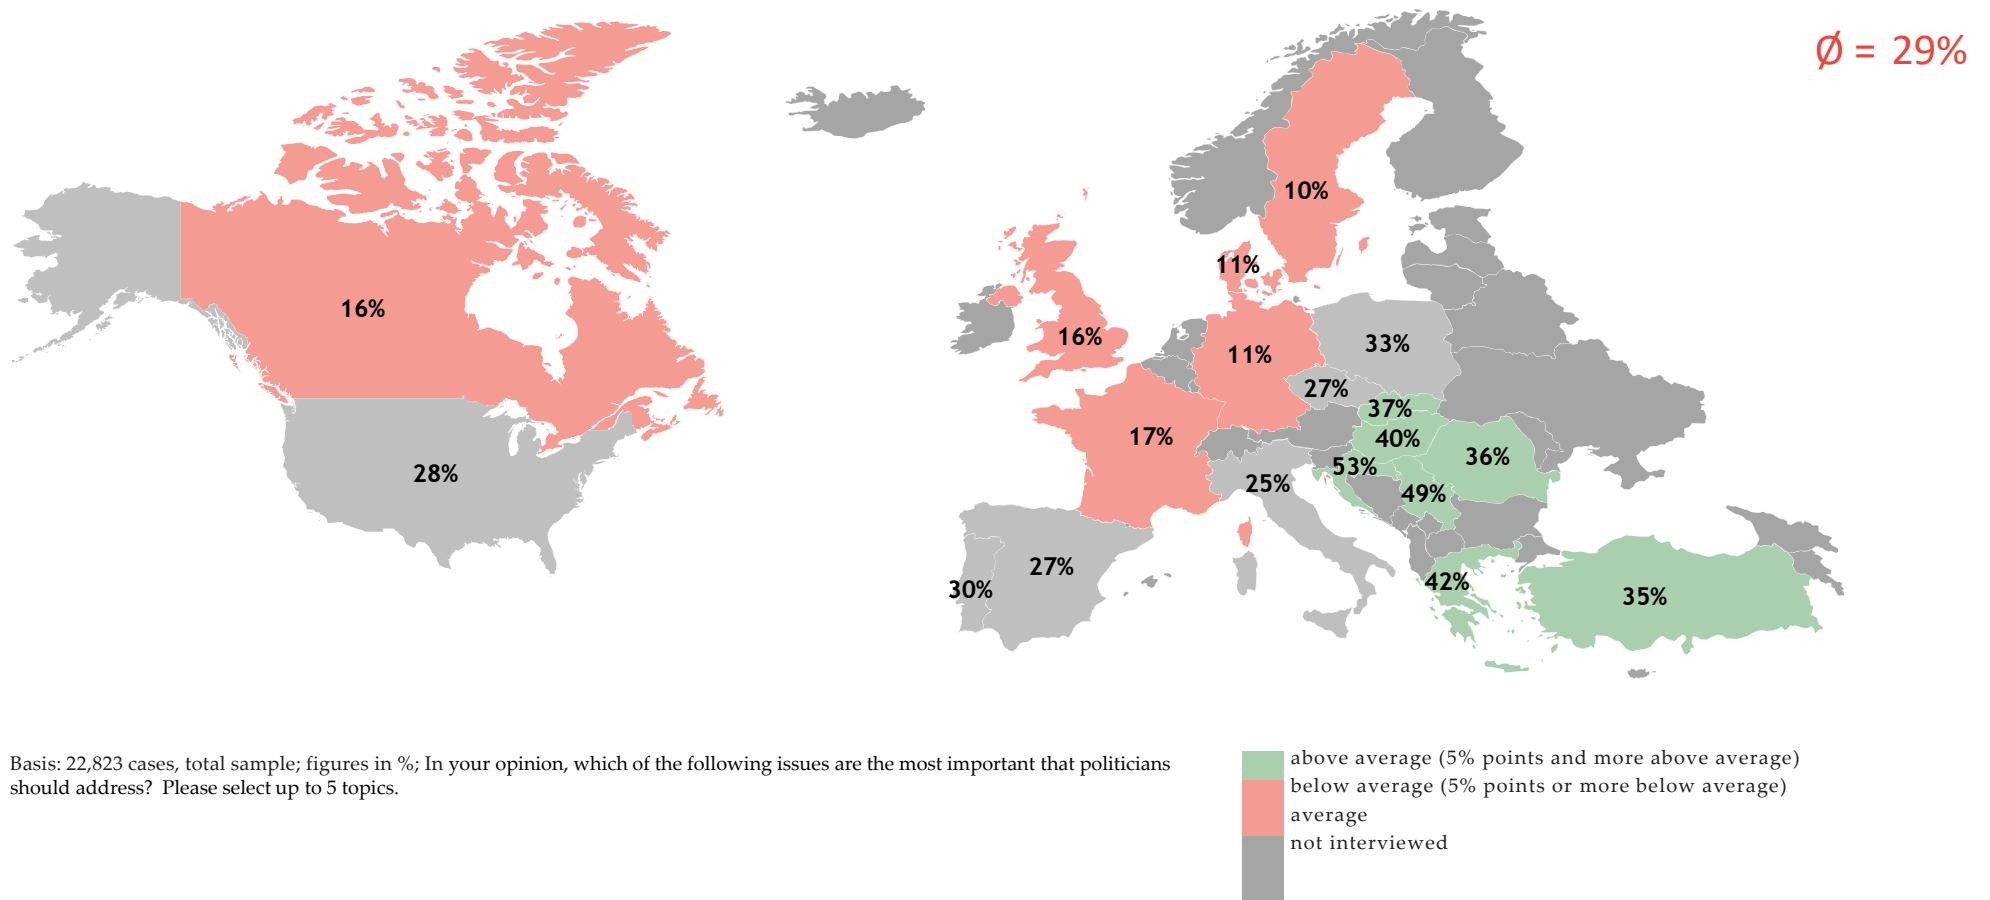 Ø = 29%
10%
11%
16%
16%
33%
11%
27%
37%
17%
40%
36%
53%
28%
25%
49%
27%
42%
30%
35%
Basis: 22,823 cases, total sample; figures in %; In your opinion, which of the following issues are the most important that politicians
should address?  Please select up to 5 topics.
above average (5% points and more above average)
below average (5% points or more below average)
average
not interviewed